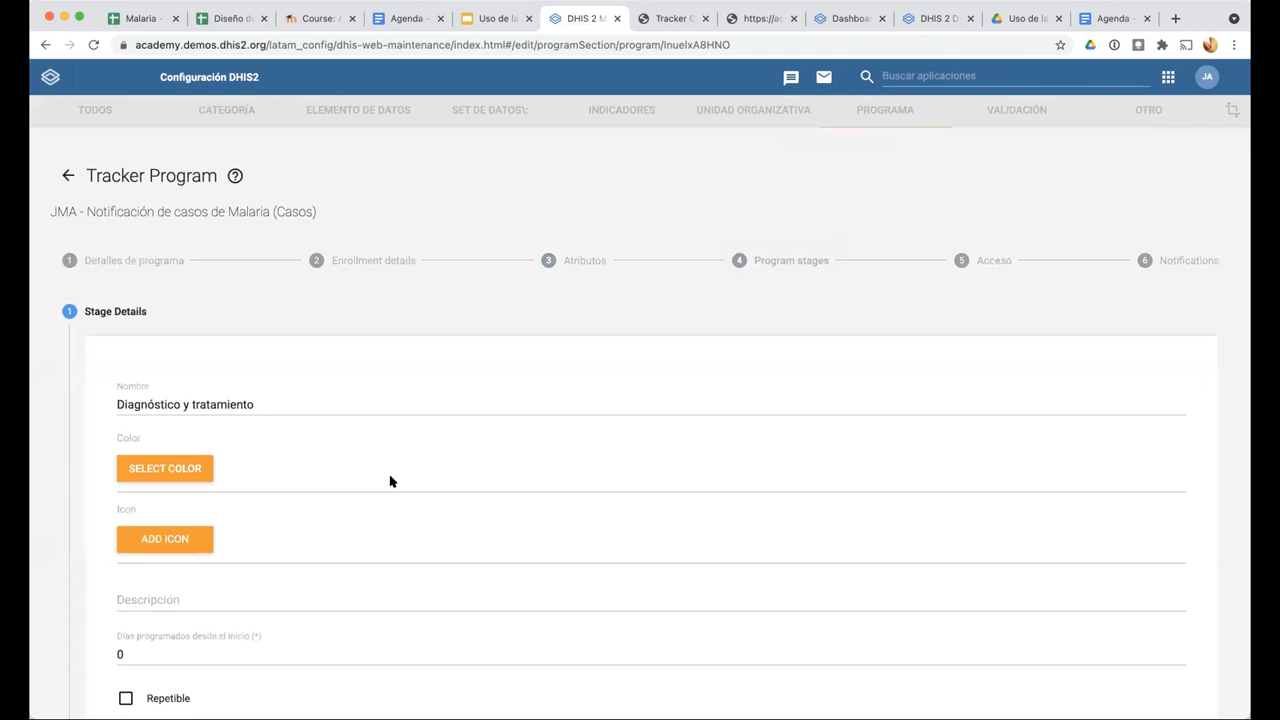 Malaria -
Diseño d
Course: A
Agenda -
Uso de la
DHIS 2 M
Tracker C
https://ac
Dashboa
DHIS 2 D
Uso de la
Agenda -
academy.demos.dhis2.org/latam_config/dhis-web-maintenance/index.html#/edit/programSection/program/InuelxA8HNO
Configuración DHIS2
Buscar aplicaciones
JA
TODOS
CATEGORÍA
ELEMENTO DE DATOS
SET DE DATOS\:
INDICADORES
UNIDAD ORGANIZATIVA
PROGRAMA
VALIDACIÓN
OTRO
Tracker Program
JMA - Notificación de casos de Malaria (Casos)
1 Detalles de programa
2 Enrollment details
3 Atributos
4 Program stages
5 Acceso
6 Notifications
1 Stage Details
Nombre
Diagnóstico y tratamiento
Color
SELECT COLOR
Icon
ADD ICON
Descripción
Días programados desde el inicio (*)
0
Repetible